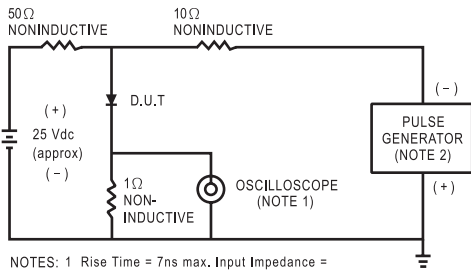 50Ω
NONINDUCTIVE
10Ω
NONINDUCTIVE
(+)
25 Vdc
(approx)
(−)
D.U.T
1Ω
NON-
INDUCTIVE
OSCILLOSCOPE
(NOTE 1)
(−)
PULSE
GENERATOR
(NOTE 2)
(+)
NOTES: 1 Rise Time = 7ns max. Input Impedance =